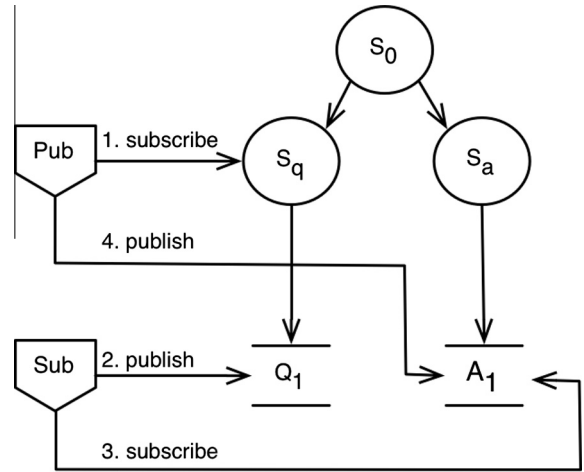 S0
Pub
1. subscribe
Sq
Sa
4. publish
Sub
2. publish
Q1
A1
3. subscribe